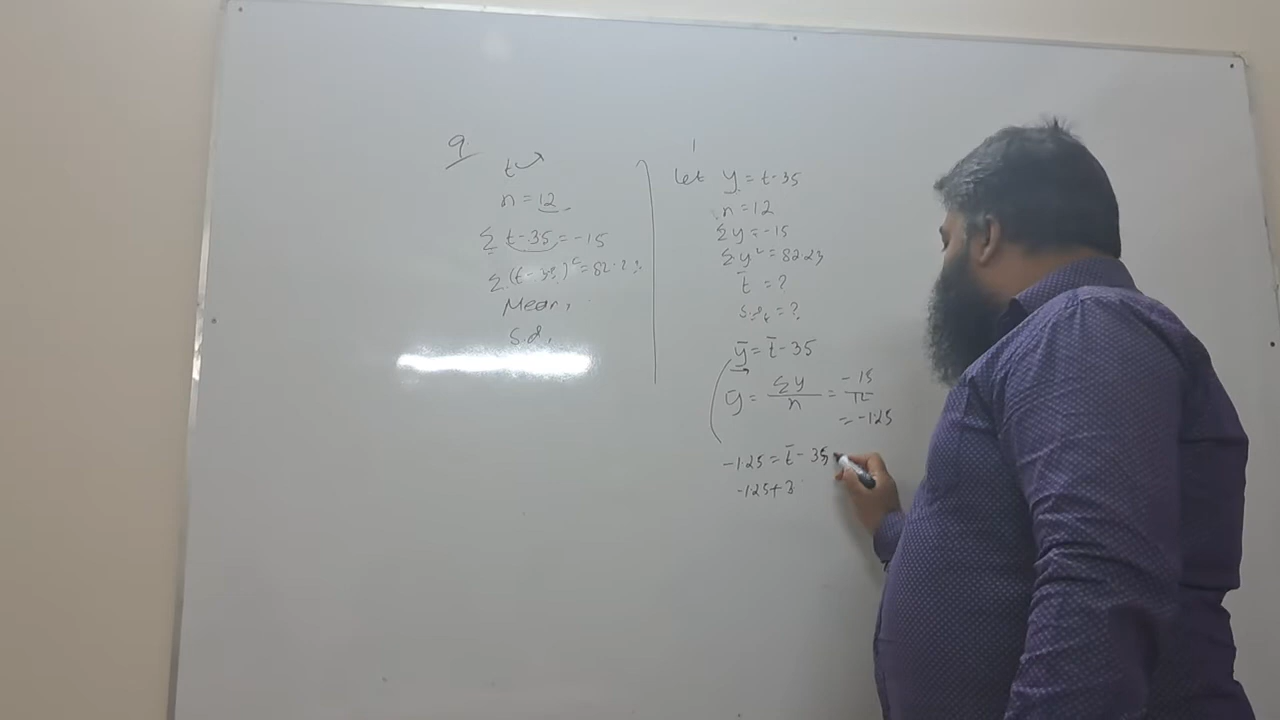 9
t
n = 12
Σ t - 35 = -15
Σ (t - 35)² = 82.23
Mean,
S.d,
let y = t - 35
n = 12
Σy = -15
Σy² = 82.23
t̄ = ?
S.dₜ = ?
ȳ = t̄ - 35
ȳ = Σy / n = -15 / 12
= -1.25
-1.25 = t̄ - 35
-1.25 + 3